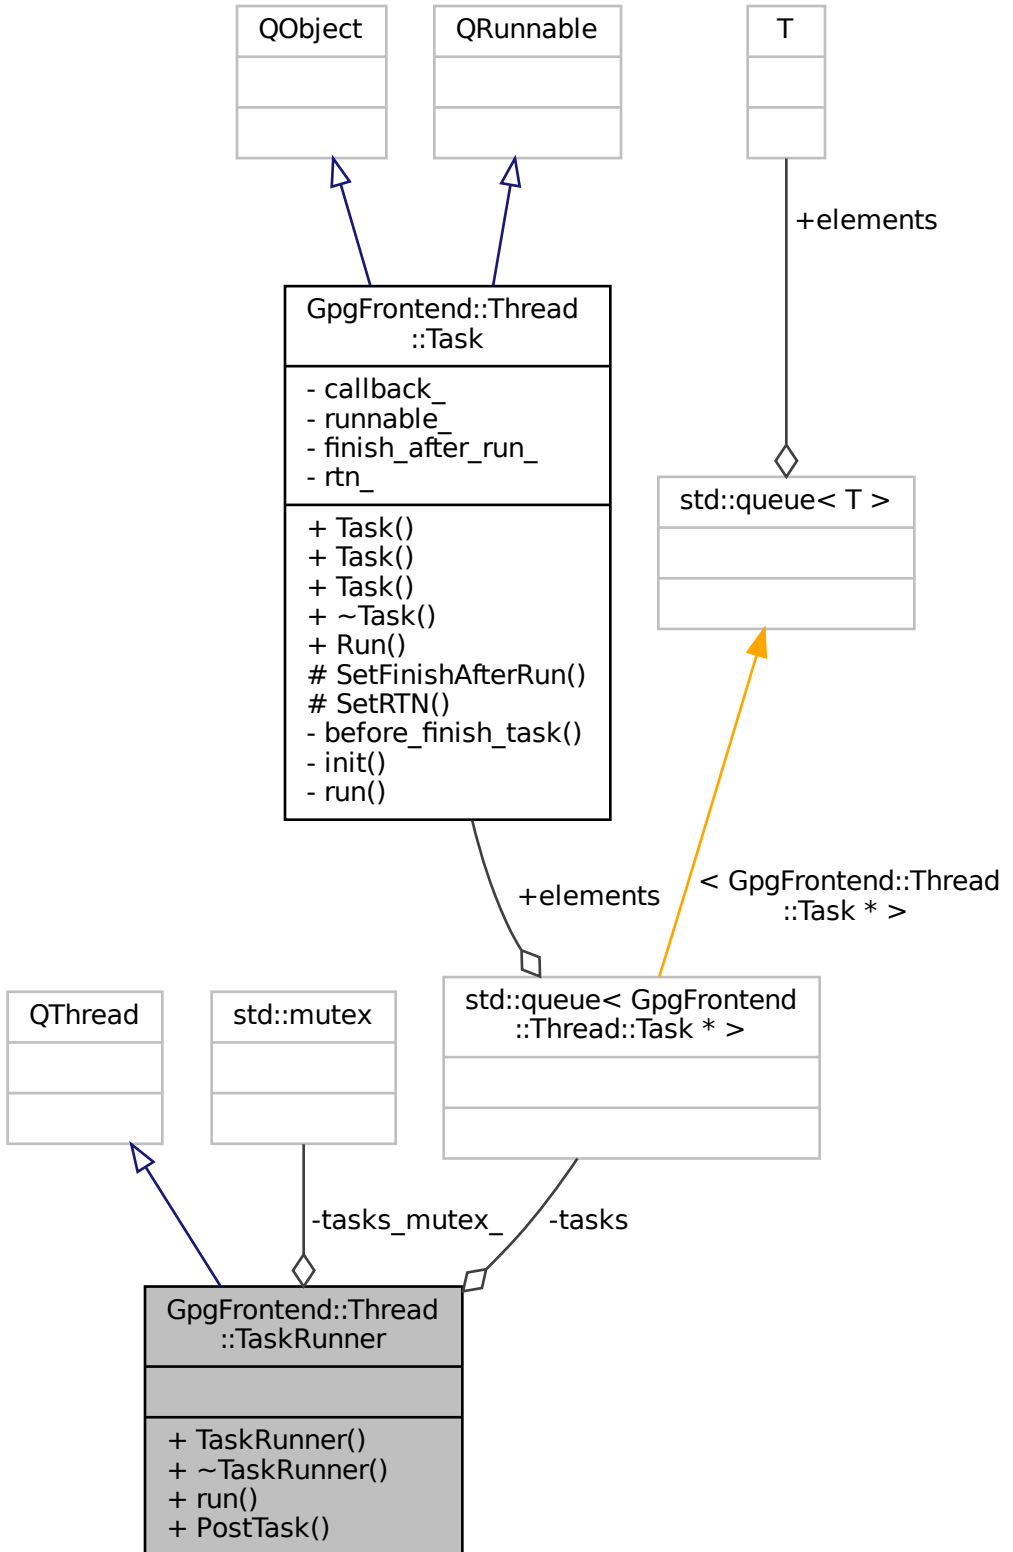 QObject
QRunnable
T
+elements
GpgFrontend::Thread
::Task
- callback_
- runnable_
- finish_after_run_
- rtn_
+ Task()
+ Task()
+ Task()
+ ~Task()
+ Run()
# SetFinishAfterRun()
# SetRTN()
- before_finish_task()
- init()
- run()
std::queue< T >
+elements
< GpgFrontend::Thread
::Task * >
QThread
std::mutex
std::queue< GpgFrontend
::Thread::Task * >
-tasks_mutex_
-tasks
GpgFrontend::Thread
::TaskRunner
+ TaskRunner()
+ ~TaskRunner()
+ run()
+ PostTask()